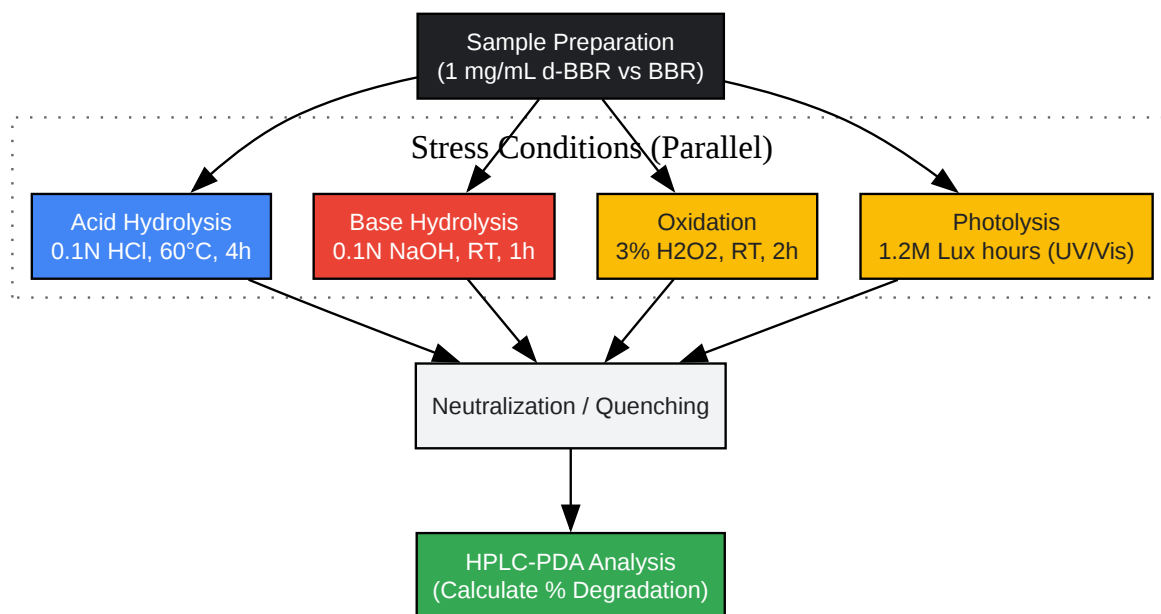 Sample Preparation
(1 mg/mL d-BBR vs BBR)
Stress Conditions (Parallel)
Acid Hydrolysis
0.1N HCl, 60°C, 4h
Base Hydrolysis
0.1N NaOH, RT, 1h
Oxidation
3% H2O2, RT, 2h
Photolysis
1.2M Lux hours (UV/Vis)
Neutralization / Quenching
HPLC-PDA Analysis
(Calculate % Degradation)